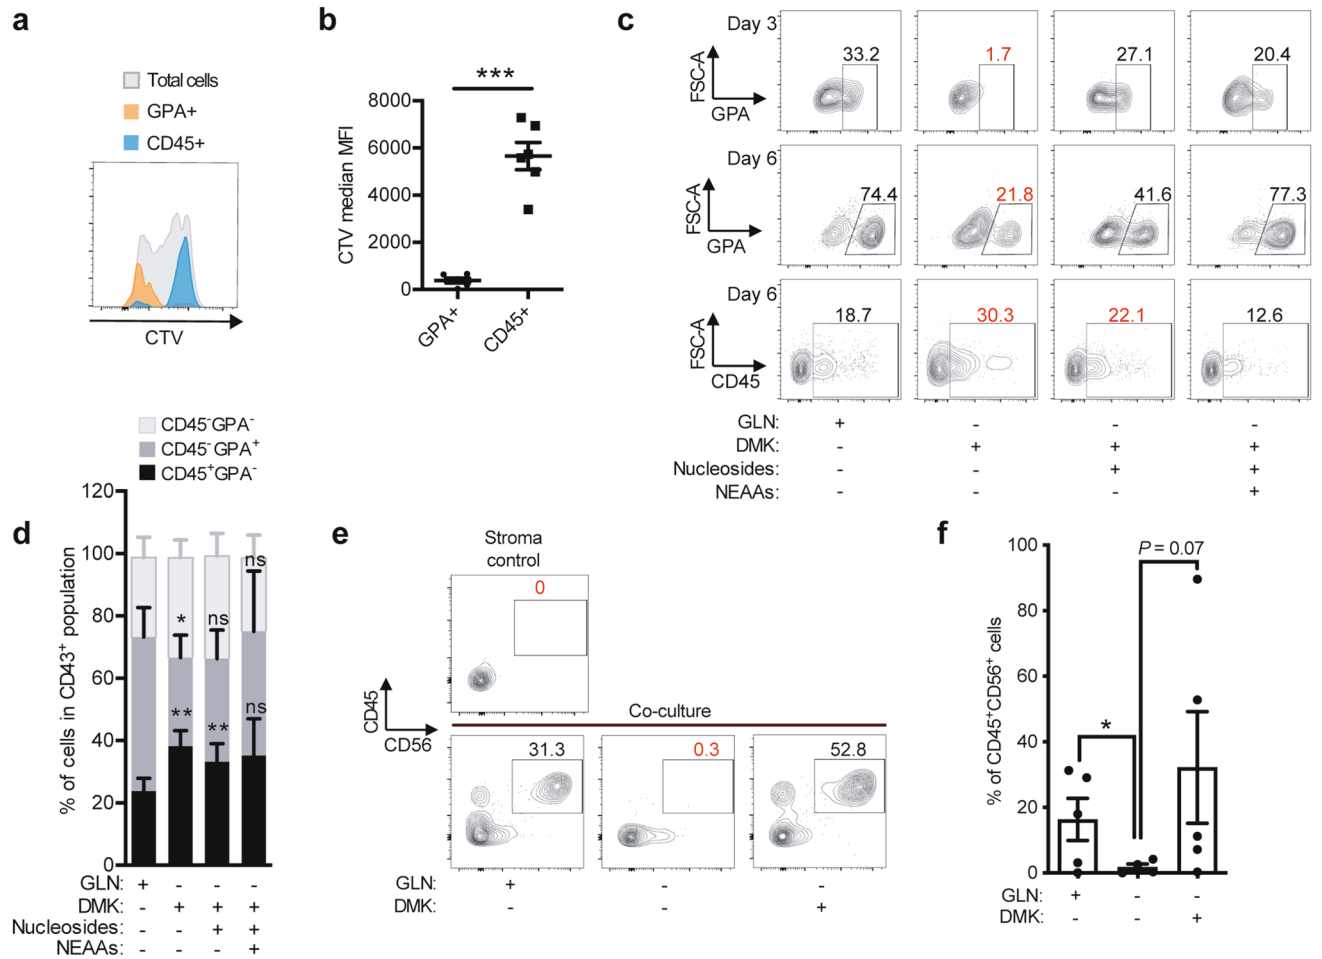 a
Total cells
GPA+
CD45+
CTV
b
***
CTV median MFI
8000
6000
4000
2000
0
GPA+
CD45+
c
Day 3
FSC-A
GPA
33.2
1.7
27.1
20.4
Day 6
FSC-A
GPA
74.4
21.8
41.6
77.3
Day 6
FSC-A
CD45
18.7
30.3
22.1
12.6
GLN: + - - -
DMK: - + + +
Nucleosides: - - + +
NEAAs: - - - +
d
CD45⁻GPA⁻
CD45⁻GPA⁺
CD45⁺GPA⁻
% of cells in CD43⁺ population
120
100
80
60
40
20
0
* ns ns
** ** ns
GLN: + - - -
DMK: - + + +
Nucleosides: - - + +
NEAAs: - - - +
e
Stroma
control
0
CD45
CD56
Co-culture
31.3
0.3
52.8
GLN: + - -
DMK: - - +
f
% of CD45⁺CD56⁺ cells
100
80
60
40
20
0
*
P = 0.07
GLN: + - -
DMK: - - +